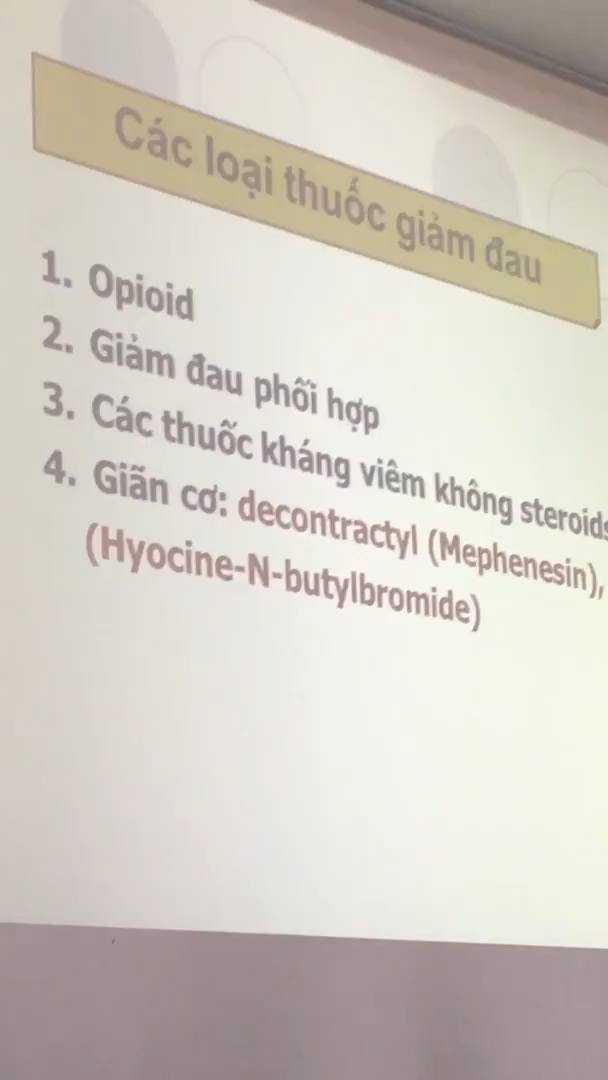 Các loại thuốc giảm đau
1. Opioid
2. Giảm đau phối hợp
3. Các thuốc kháng viêm không steroids
4. Giãn cơ: decontractyl (Mephenesin),
(Hyocine-N-butylbromide)